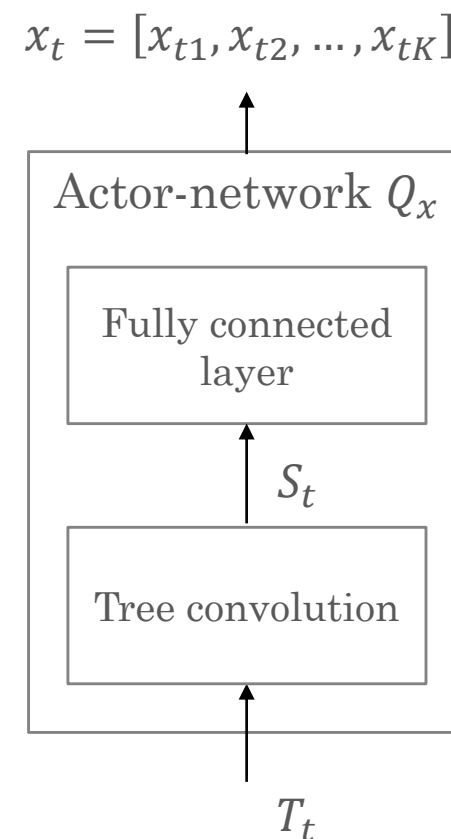 x_t = [x_{t1}, x_{t2}, … , x_{tK}]
Actor-network Q_x
Fully connected
layer
S_t
Tree convolution
T_t